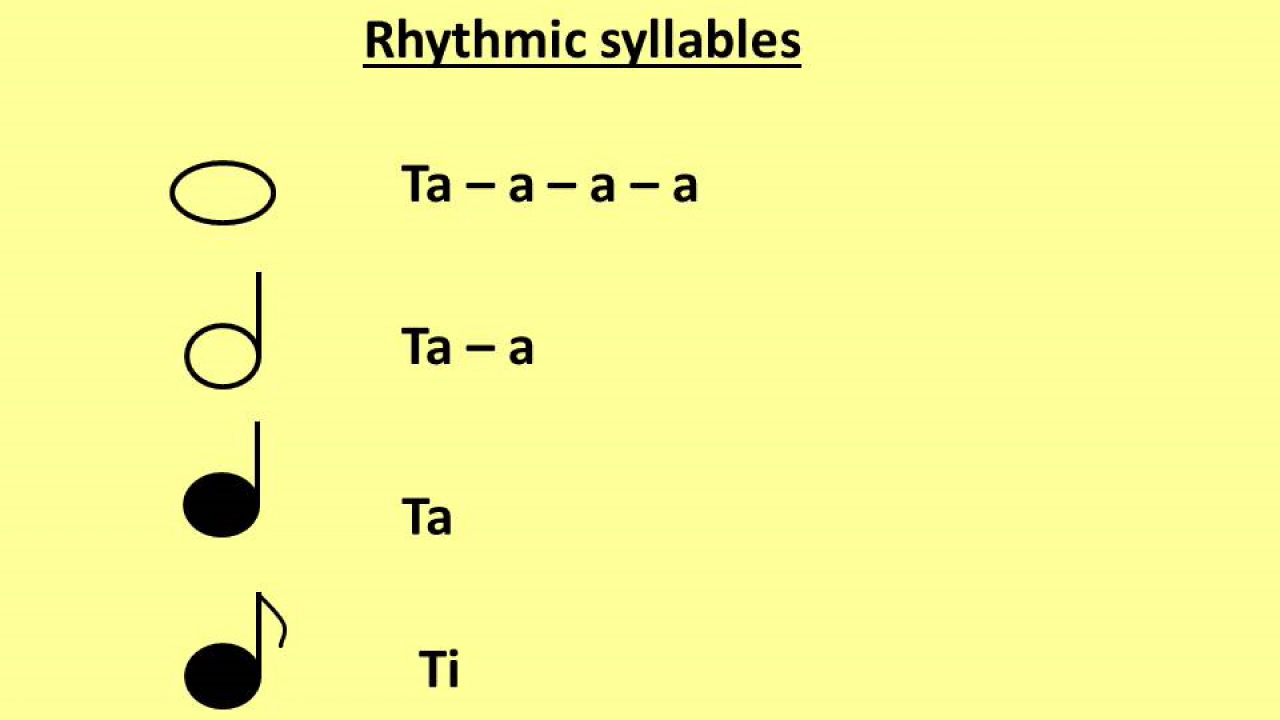 Rhythmic syllables
Ta – a – a – a
Ta – a
Ta
Ti